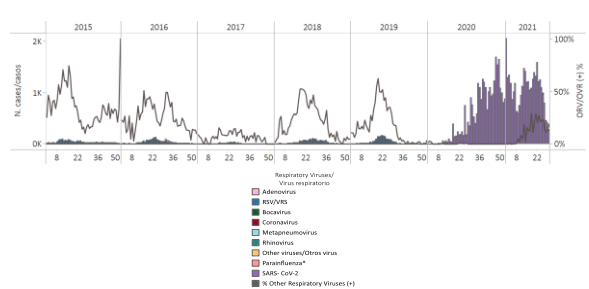 2015 2016 2017 2018 2019 2020 2021
2K 100%
1K 50%
0K 0%
N. cases/casos
ORV/OVR (+) %
8 22 36 50 8 22 36 50 8 22 36 50 8 22 36 50 8 22 36 50 8 22 36 50 8 22
Respiratory Viruses/
Virus respiratorio
Adenovirus
RSV/VRS
Bocavirus
Coronavirus
Metapneumovirus
Rhinovirus
Other viruses/Otros virus
Parainfluenza*
SARS- CoV-2
% Other Respiratory Viruses (+)